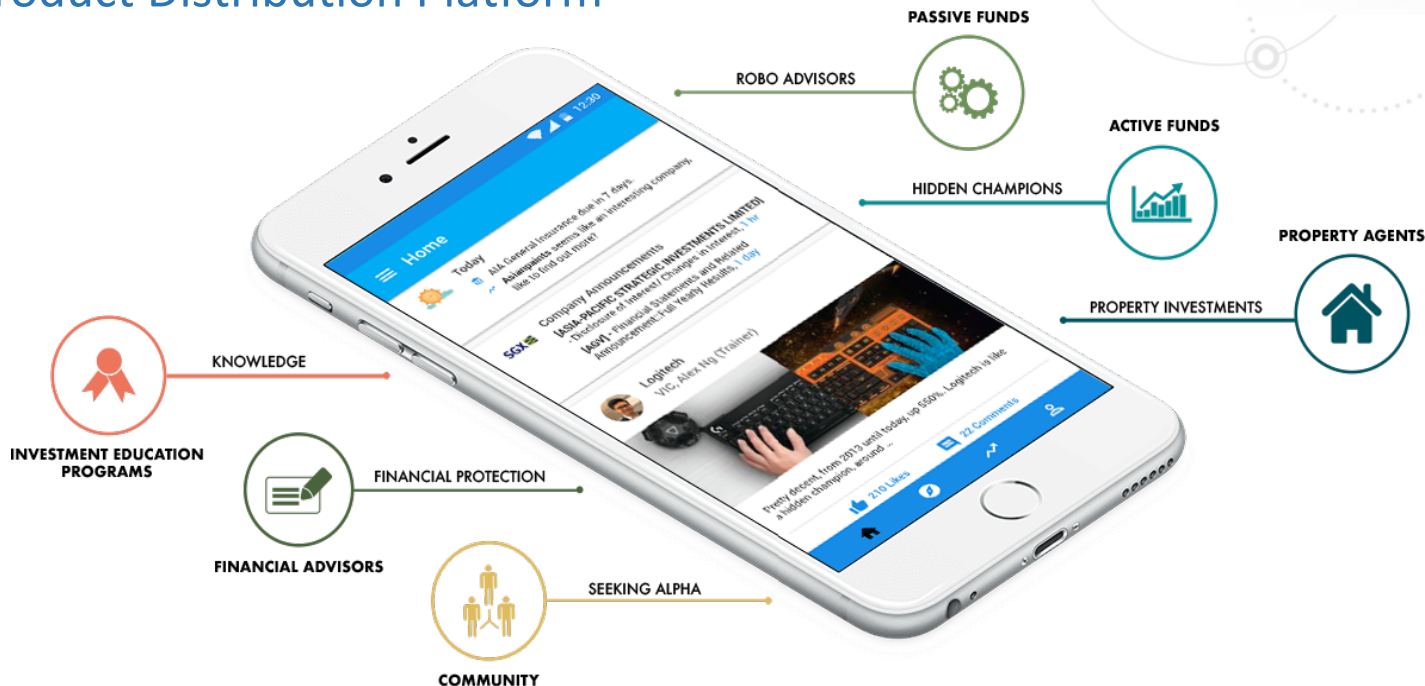 roduct Distribution Platform
PASSIVE FUNDS
ROBO ADVISORS
ACTIVE FUNDS
HIDDEN CHAMPIONS
PROPERTY AGENTS
PROPERTY INVESTMENTS
12:30
Home
Today
AIA General Insurance due in 7 days.
Asianpaints seems like an interesting company,
like to find out more?
SGX
Company Announcements
[ASIA-PACIFIC STRATEGIC INVESTMENTS LIMITED]
- Disclosure of Interest/ Changes in Interest, 1 hr
[AGV] - Financial Statements and Related
Announcement::Full Yearly Results, 1 day
Logitech
VIC, Alex Ng (Trainer)
Pretty decent, from 2013 until today, up 550%. Logitech is like
a hidden champion, around ...
210 Likes
22 Comments
KNOWLEDGE
INVESTMENT EDUCATION
PROGRAMS
FINANCIAL PROTECTION
FINANCIAL ADVISORS
SEEKING ALPHA
COMMUNITY